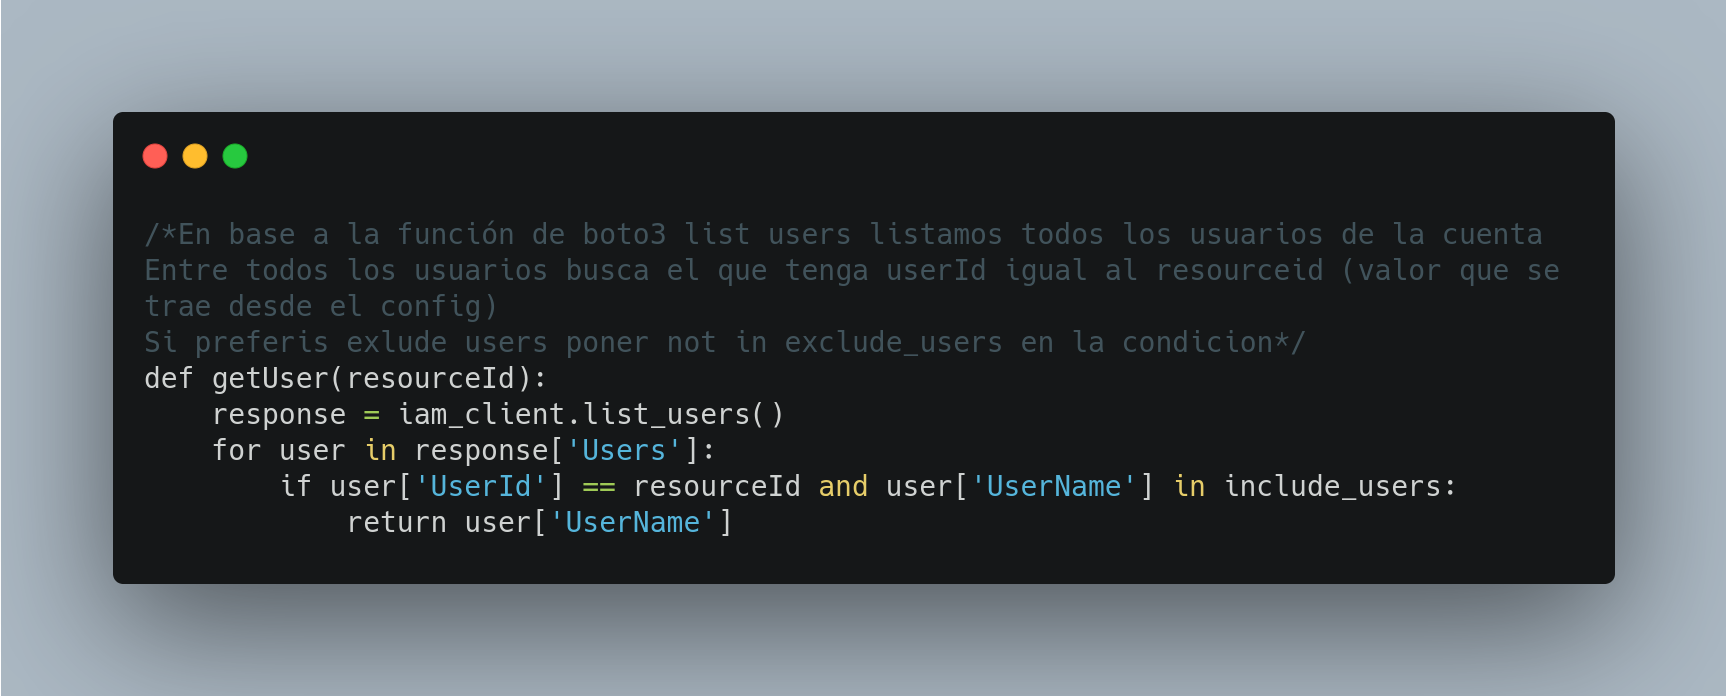 /*En base a la función de boto3 list users listamos todos los usuarios de la cuenta
Entre todos los usuarios busca el que tenga userId igual al resourceid (valor que se
trae desde el config)
Si preferis exlude users poner not in exclude_users en la condicion*/
def getUser(resourceId):
    response = iam_client.list_users()
    for user in response['Users']:
        if user['UserId'] == resourceId and user['UserName'] in include_users:
            return user['UserName']